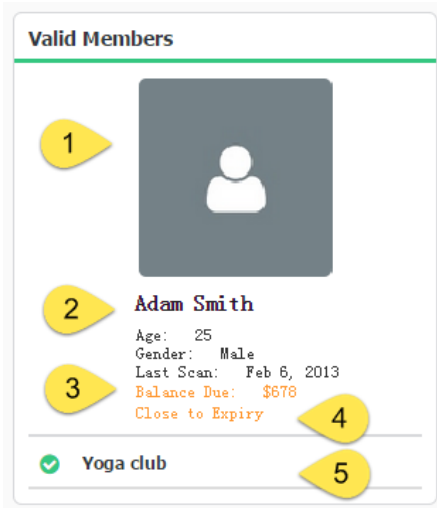 Valid Members
1
2
Adam Smith
Age: 25
Gender: Male
Last Scan: Feb 6, 2013
3
Balance Due: $678
Close to Expiry
4
Yoga club
5